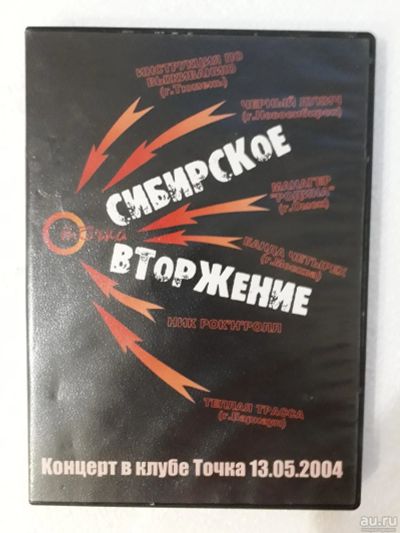 ИНСТРУКЦИЯ ПО
ВЫЖИВАНИЮ
(г.Тюмень)
ЧЕРНЫЙ ЛУКИЧ
(г.Новосибирск)
СИБИРСКОЕ
МАНАГЕР
"РОДИНА"
(г.Омск)
точка
БАНДА ЧЕТЫРЕХ
(г.Москва)
ВТОРЖЕНИЕ
НИК РОК'Н'РОЛЛ
ТЕПЛАЯ ТРАССА
(г.Барнаул)
Концерт в клубе Точка 13.05.2004
au.ru